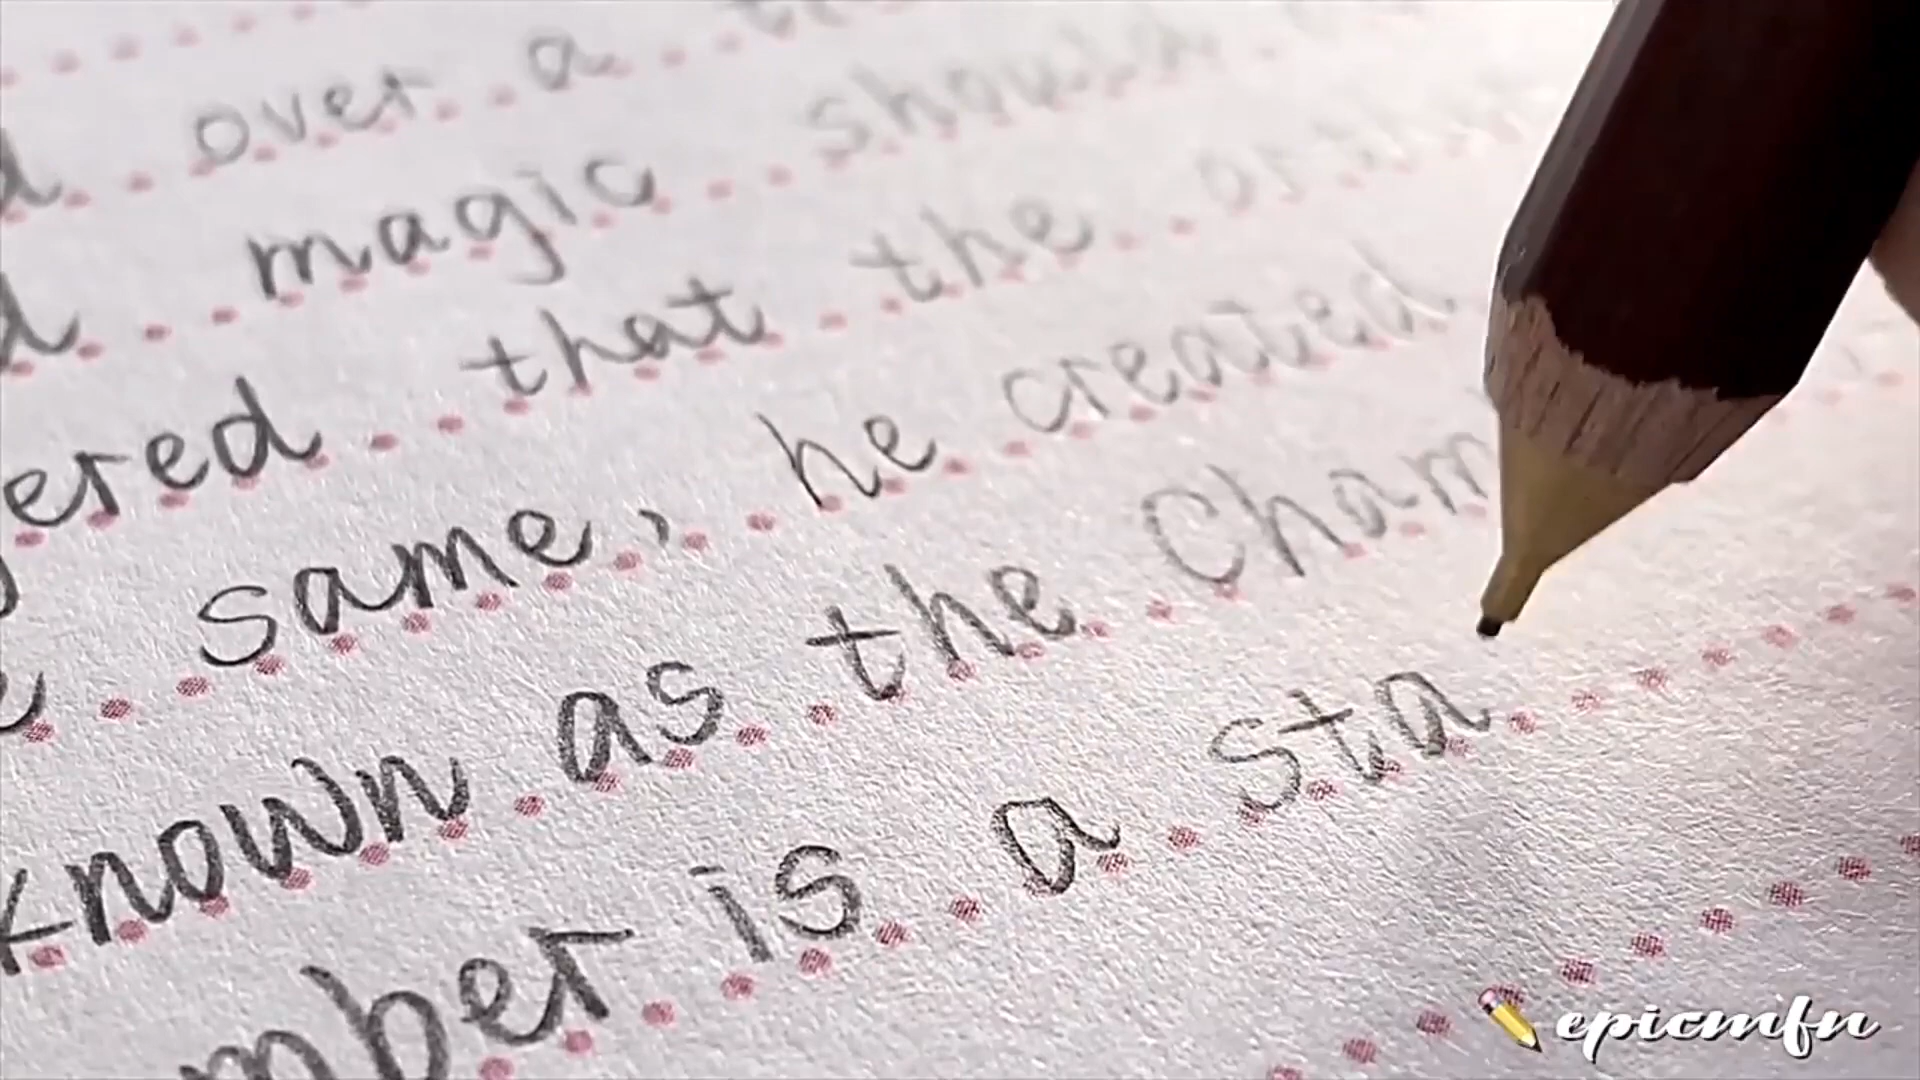 over a
magic should
ered that the
same, he created
known as the Cham
mber is a sta
epicmfn